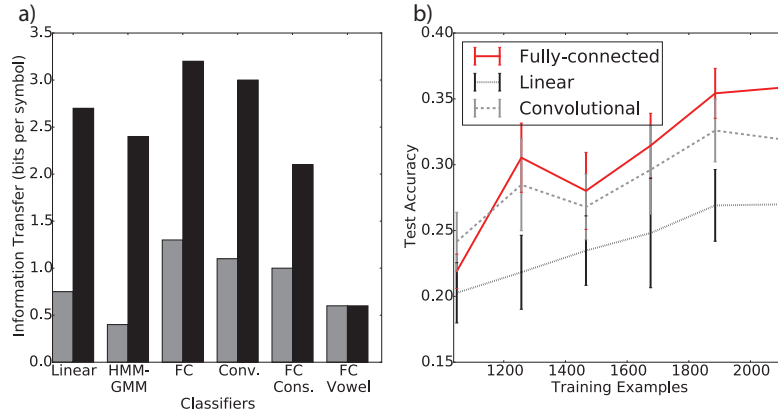 a)
Information Transfer (bits per symbol)
3.5
3.0
2.5
2.0
1.5
1.0
0.5
0.0
Linear
HMM-
GMM
FC
Conv.
FC
Cons.
FC
Vowel
Classifiers
b)
Test Accuracy
0.40
0.35
0.30
0.25
0.20
0.15
Fully-connected
Linear
Convolutional
1200
1400
1600
1800
2000
Training Examples